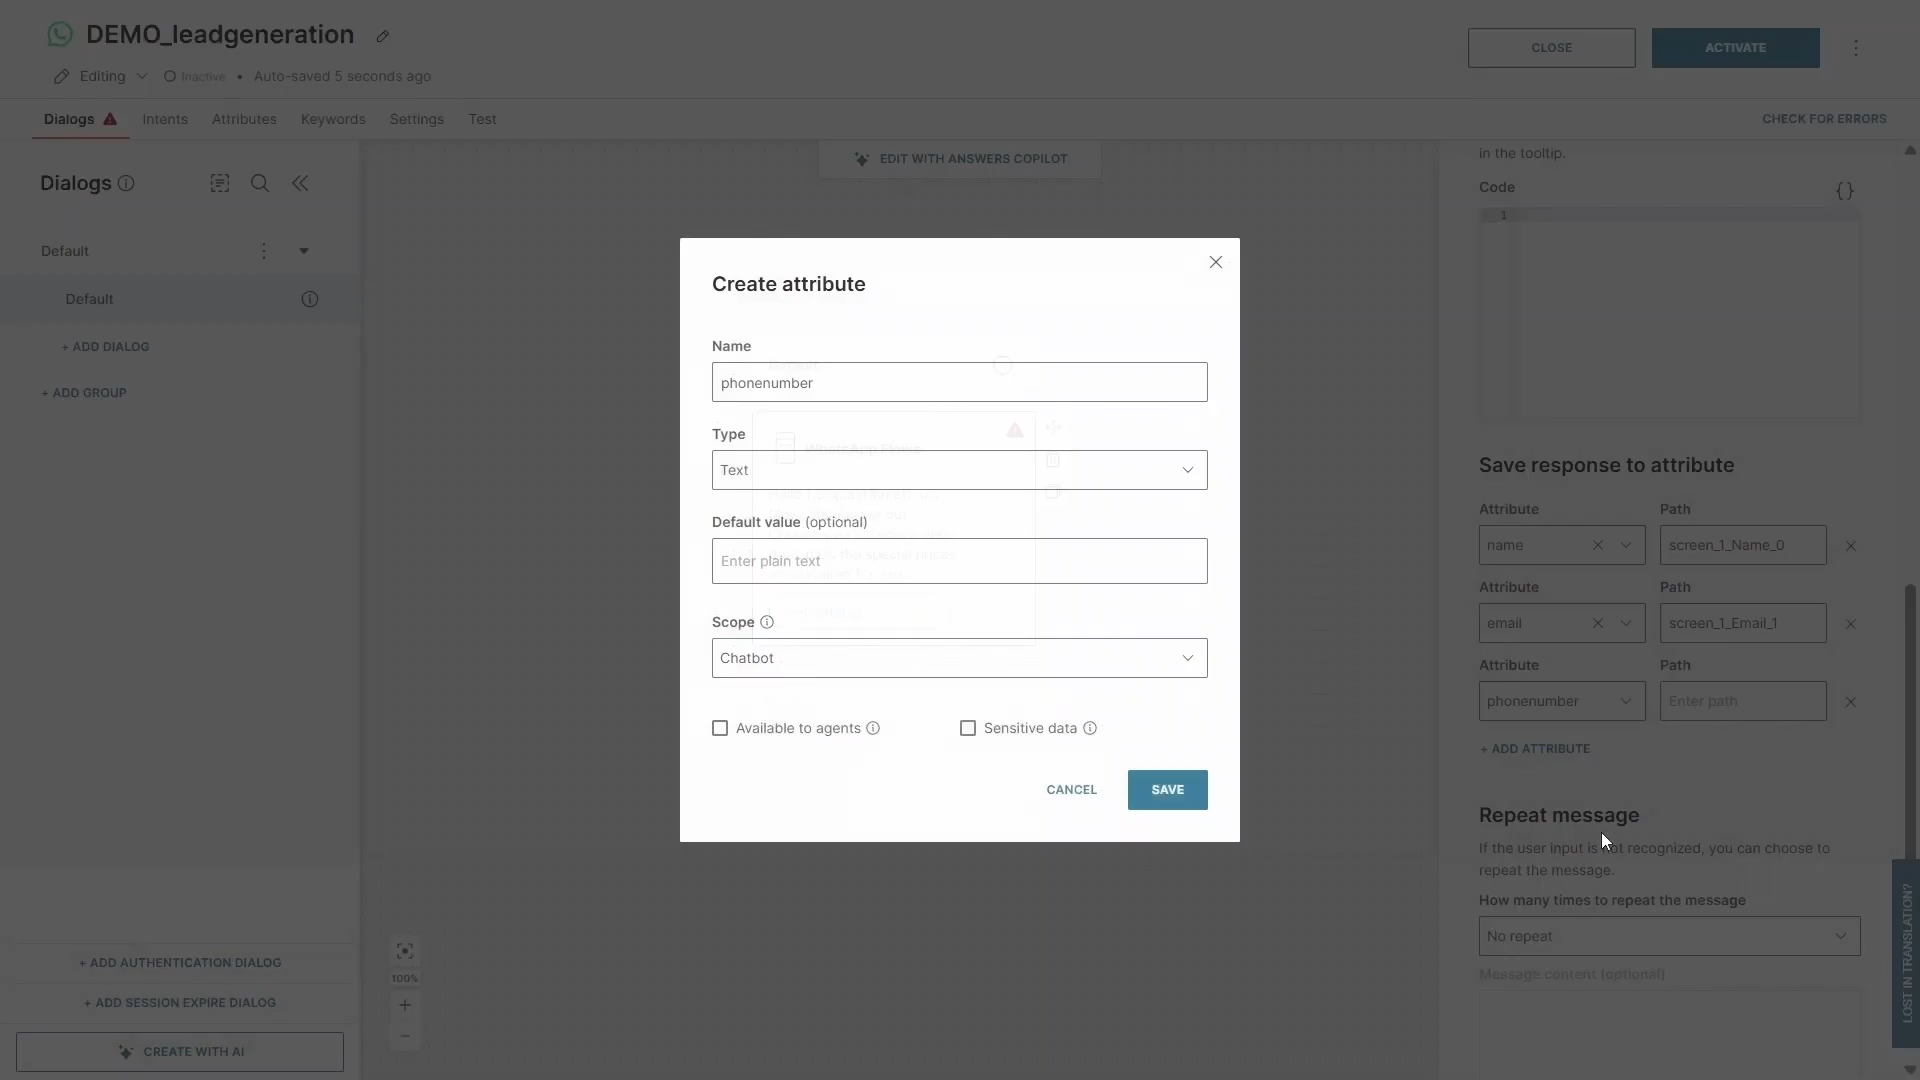 DEMO_leadgeneration
CLOSE
ACTIVATE
Editing
Inactive
• Auto-saved 5 seconds ago
Dialogs
Intents
Attributes
Keywords
Settings
Test
CHECK FOR ERRORS
Dialogs
Default
Default
+ ADD DIALOG
+ ADD GROUP
+ ADD AUTHENTICATION DIALOG
+ ADD SESSION EXPIRE DIALOG
CREATE WITH AI
EDIT WITH ANSWERS COPILOT
100%
Create attribute
Name
phonenumber
Type
Text
Default value (optional)
Enter plain text
Scope
Chatbot
Available to agents
Sensitive data
CANCEL
SAVE
in the tooltip.
Code
{}
1
Save response to attribute
Attribute Path
name screen_1_Name_0
Attribute Path
email screen_1_Email_1
Attribute Path
phonenumber Enter path
+ ADD ATTRIBUTE
Repeat message
If the user input is not recognized, you can choose to
repeat the message.
How many times to repeat the message
No repeat
Message content (optional)
LOST IN TRANSLATION?